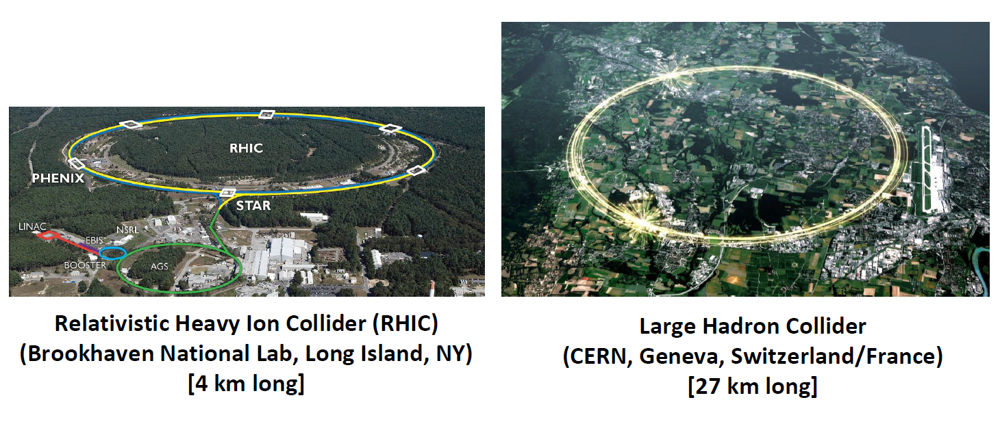 RHIC
PHENIX
STAR
LINAC
NSRL
EBIS
BOOSTER
AGS
Relativistic Heavy Ion Collider (RHIC)
(Brookhaven National Lab, Long Island, NY)
[4 km long]
Large Hadron Collider
(CERN, Geneva, Switzerland/France)
[27 km long]